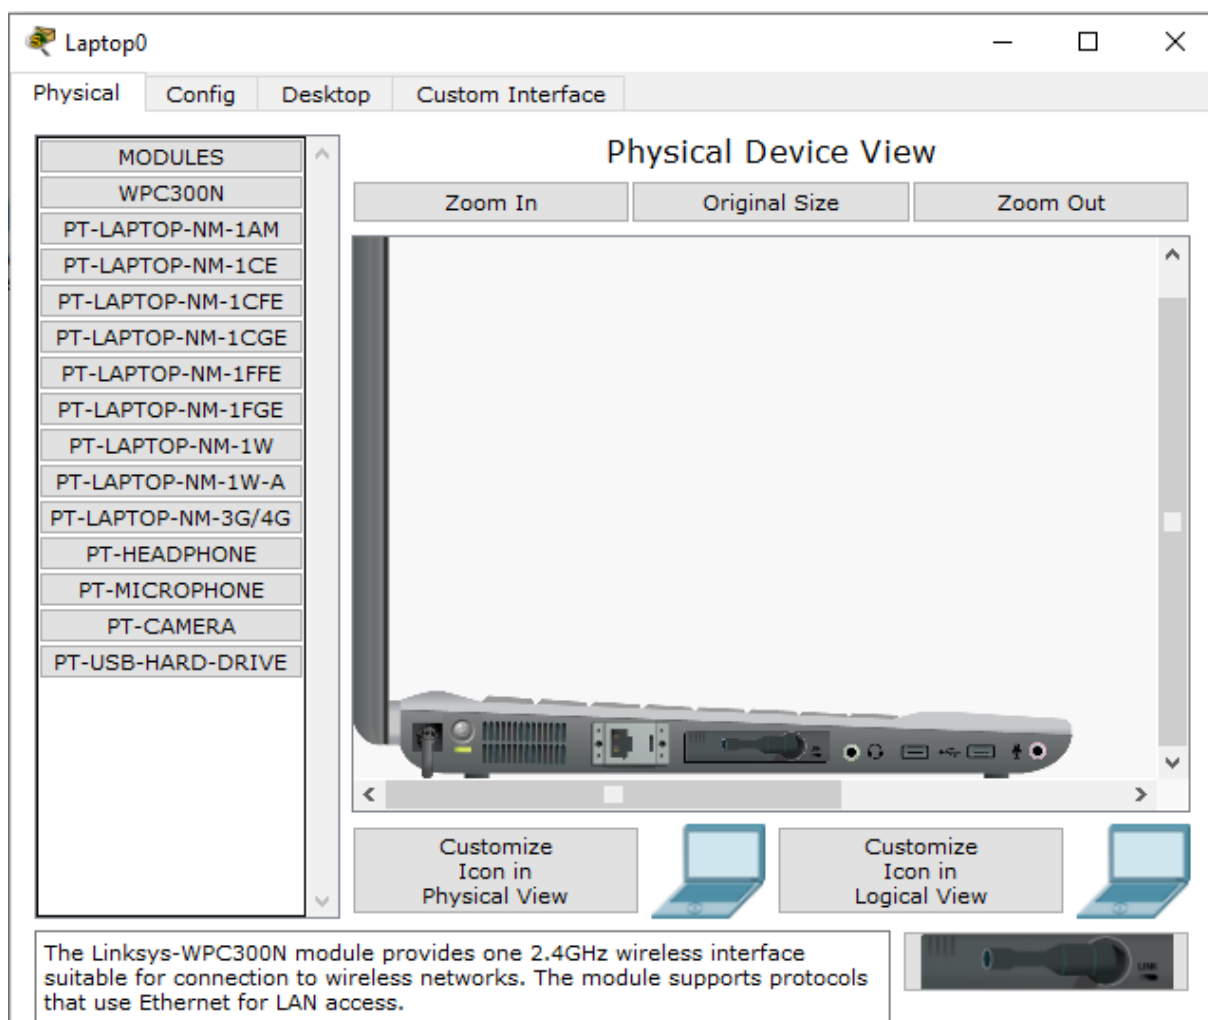 Laptop0
Physical
Config
Desktop
Custom Interface
MODULES
WPC300N
PT-LAPTOP-NM-1AM
PT-LAPTOP-NM-1CE
PT-LAPTOP-NM-1CFE
PT-LAPTOP-NM-1CGE
PT-LAPTOP-NM-1FFE
PT-LAPTOP-NM-1FGE
PT-LAPTOP-NM-1W
PT-LAPTOP-NM-1W-A
PT-LAPTOP-NM-3G/4G
PT-HEADPHONE
PT-MICROPHONE
PT-CAMERA
PT-USB-HARD-DRIVE
Physical Device View
Zoom In
Original Size
Zoom Out
Customize
Icon in
Physical View
Customize
Icon in
Logical View
The Linksys-WPC300N module provides one 2.4GHz wireless interface
suitable for connection to wireless networks. The module supports protocols
that use Ethernet for LAN access.
LINK